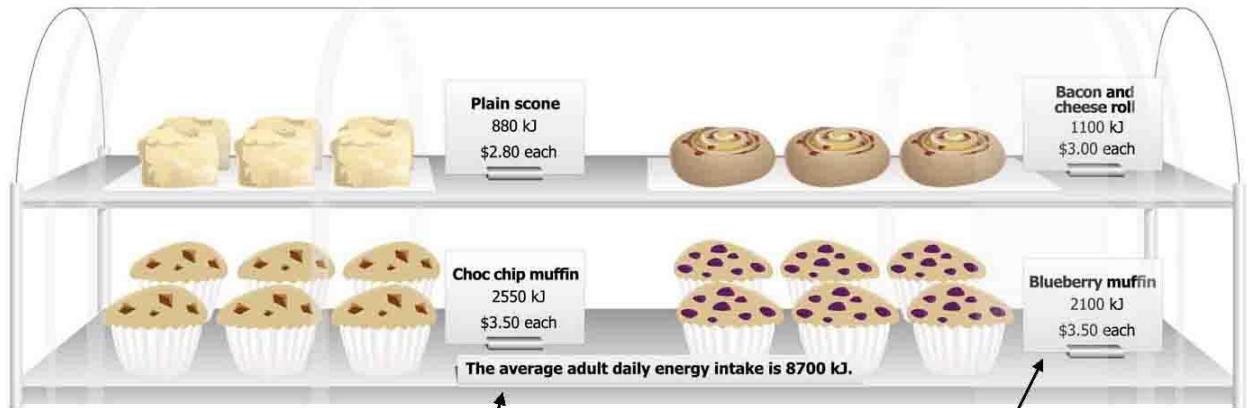 Plain scone
880 kJ
$2.80 each
Bacon and
cheese roll
1100 kJ
$3.00 each
Choc chip muffin
2550 kJ
$3.50 each
Blueberry muffin
2100 kJ
$3.50 each
The average adult daily energy intake is 8700 kJ.